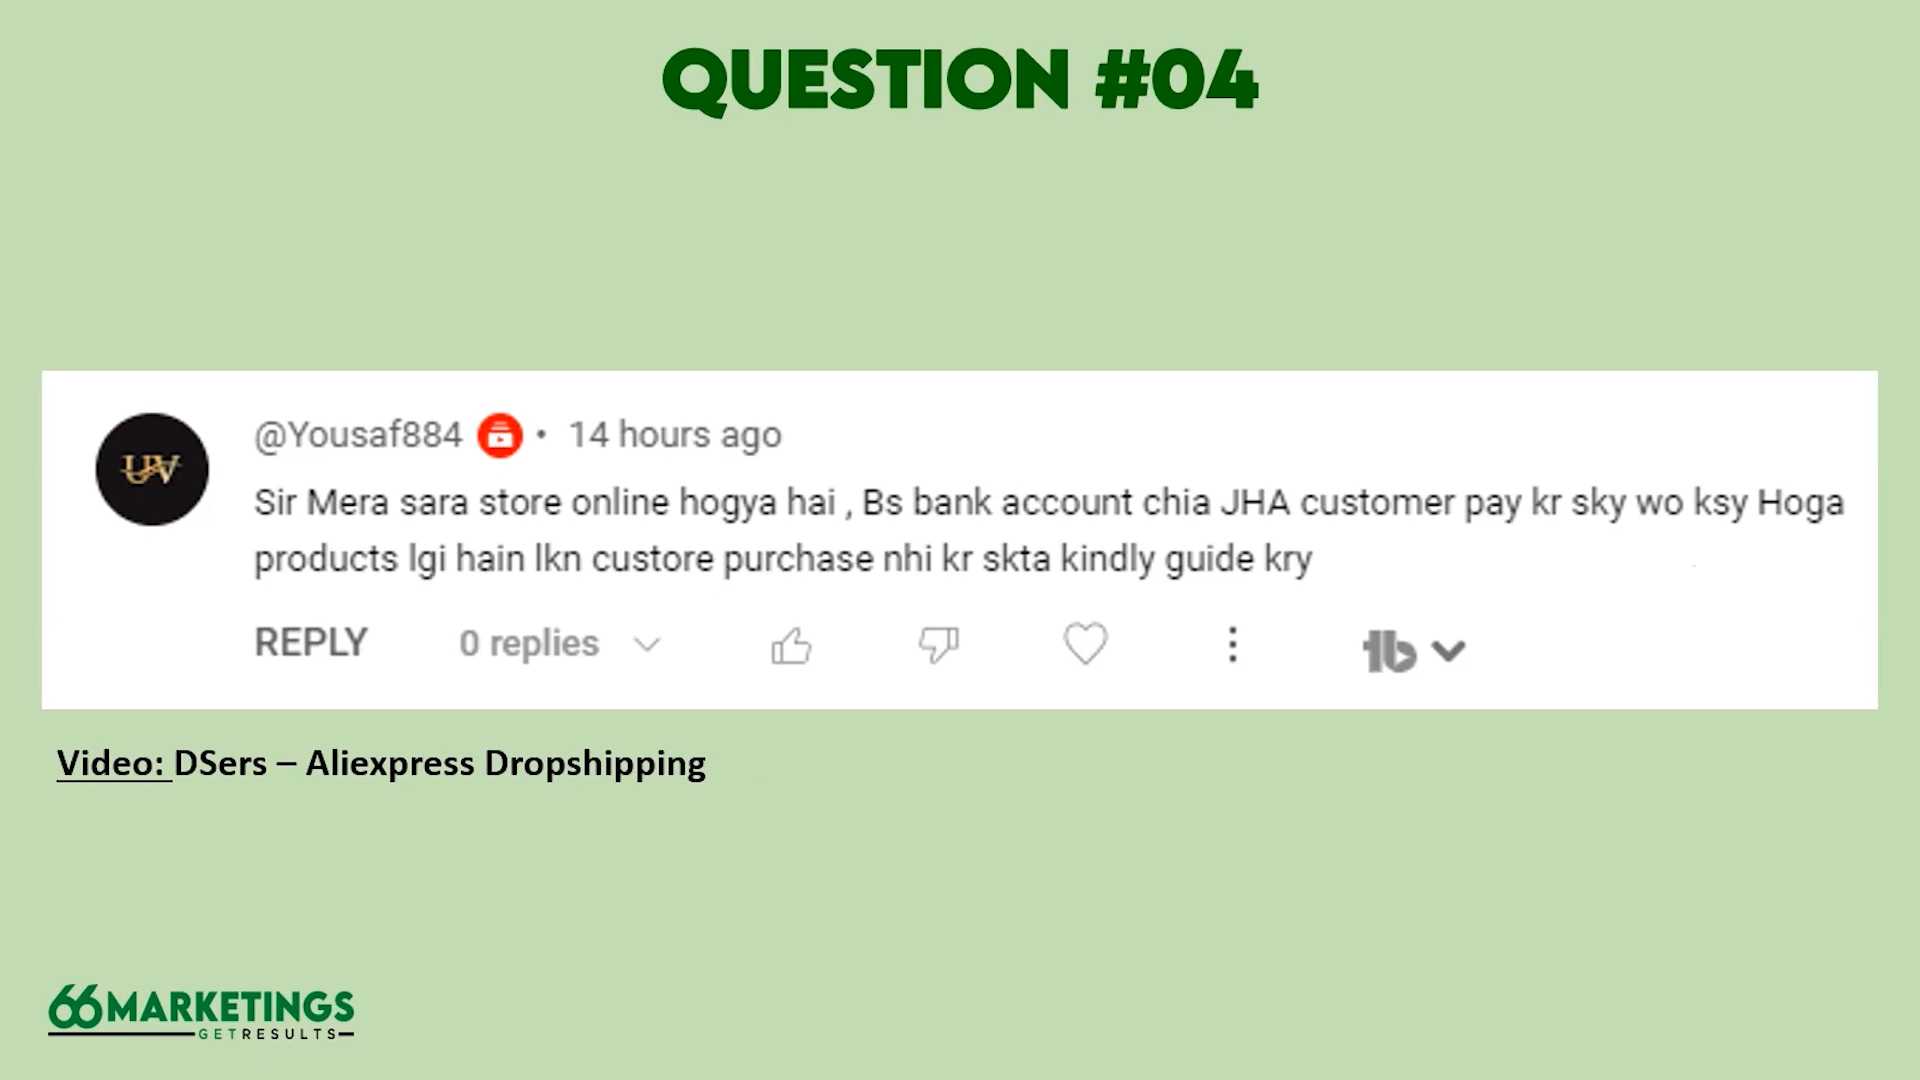 QUESTION #04
@Yousaf884 • 14 hours ago
Sir Mera sara store online hogya hai , Bs bank account chia JHA customer pay kr sky wo ksy Hoga
products lgi hain lkn custore purchase nhi kr skta kindly guide kry
REPLY 0 replies
Video: DSers – Aliexpress Dropshipping
66MARKETINGS
GETRESULTS